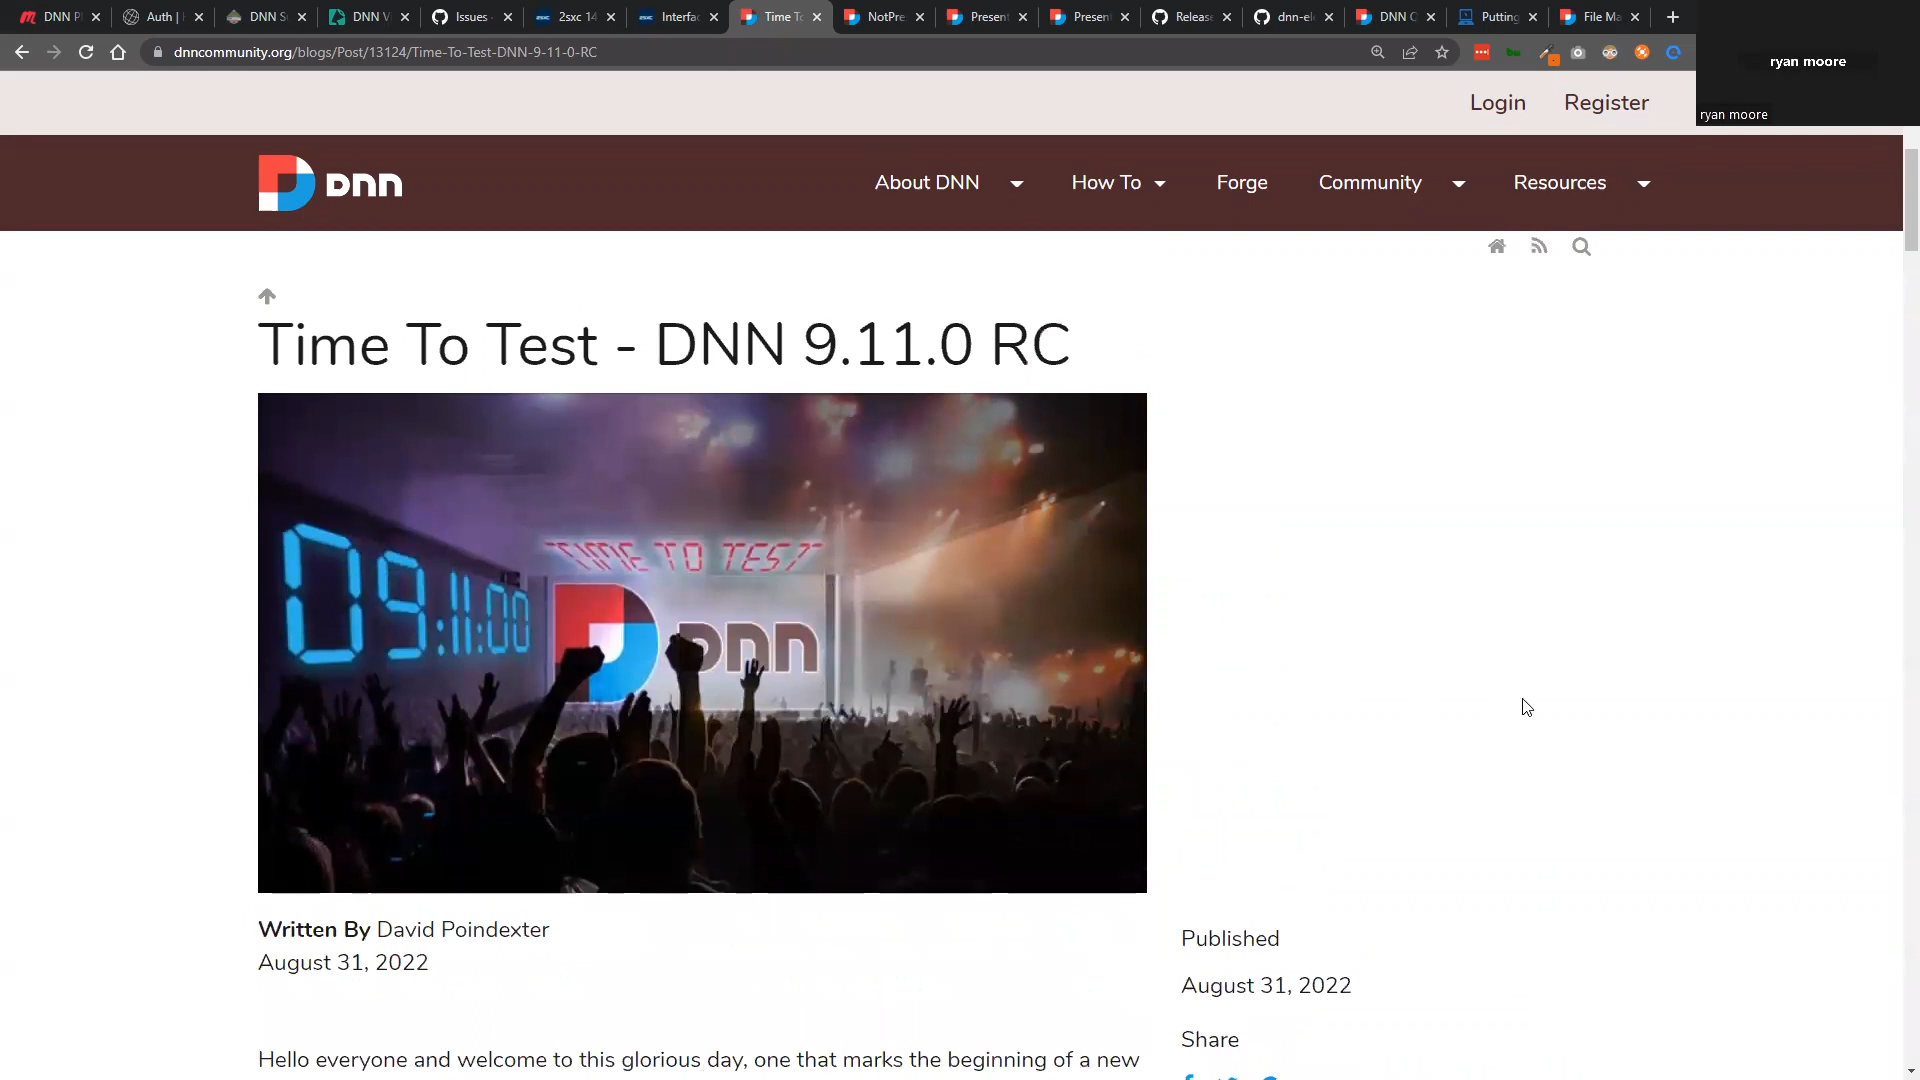 DNN Pl
Auth |
DNN S
DNN V
Issues
2sxc 14
Interfac
Time To
NotPre
Present
Present
Release
dnn-el
DNN C
Putting
File Ma
dnncommunity.org/blogs/Post/13124/Time-To-Test-DNN-9-11-0-RC
ryan moore
ryan moore
Login
Register
DNN
About DNN
How To
Forge
Community
Resources
Time To Test - DNN 9.11.0 RC
TIME TO TEST
09:11:00
DNN
Written By David Poindexter
August 31, 2022
Published
August 31, 2022
Share
Hello everyone and welcome to this glorious day, one that marks the beginning of a new